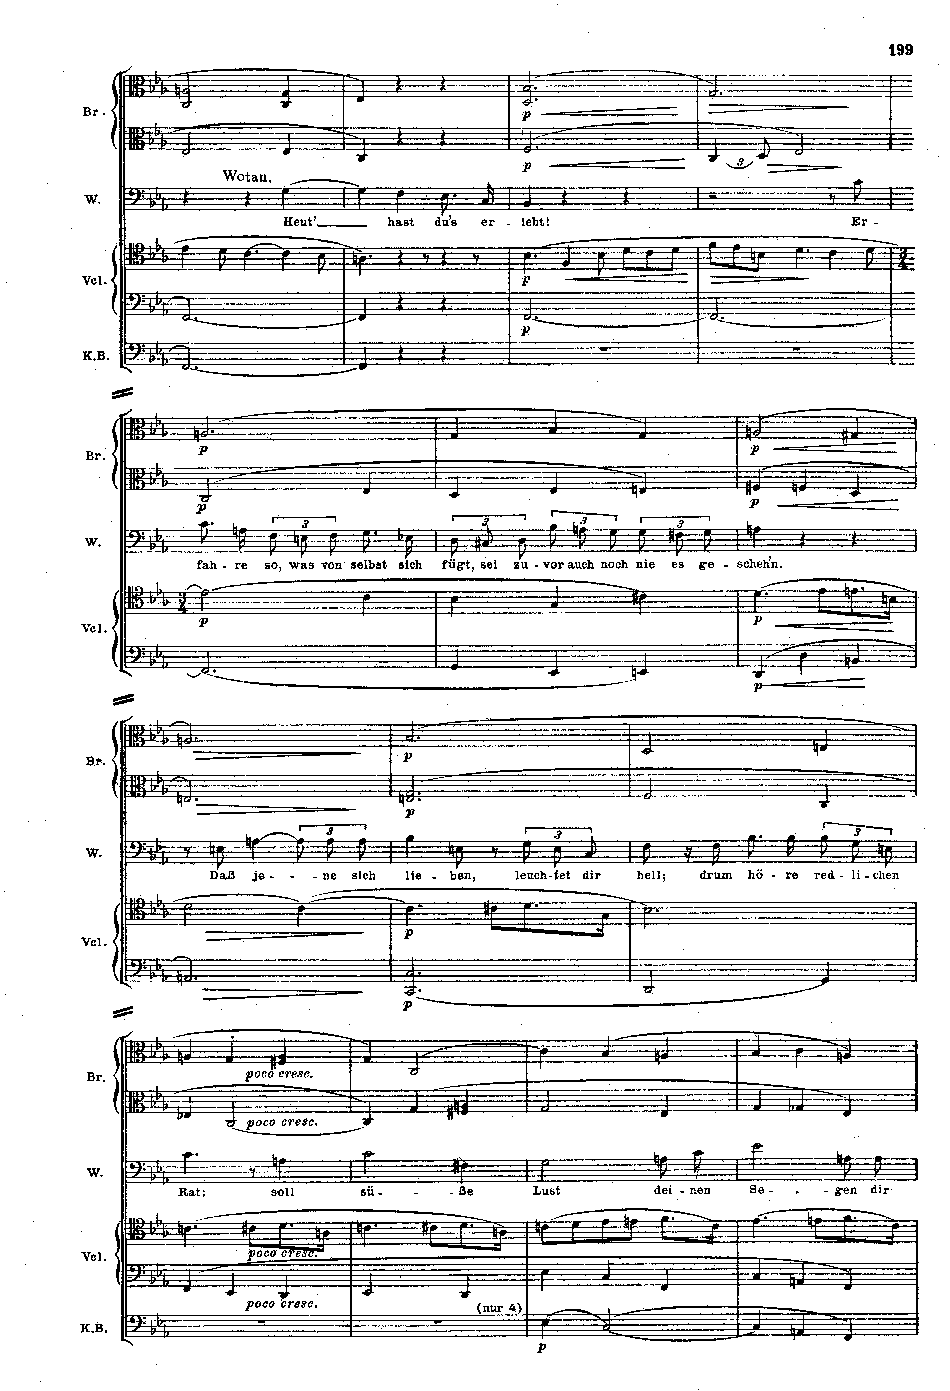 199
Br.
p
p
Wotan.
W.
Heut'____ hast du's er - lebt! Er -
Vcl.
p
p
K.B.
Br.
p p
p p
W.
fah - re so, was von selbst sich fügt, sei zu - vor auch noch nie es ge - scheh'n.
Vcl.
p p
p
Br.
p
p
W.
Daß je - - - ne sich lie - ben, leuch-tet dir hell; drum hö - re red - li - chen
Vcl.
p
p
Br.
poco cresc.
poco cresc.
W.
Rat: soll sü - - - ße Lust dei - nen Se - - - gen dir
Vcl.
poco cresc.
poco cresc. (nur 4)
K.B.
p